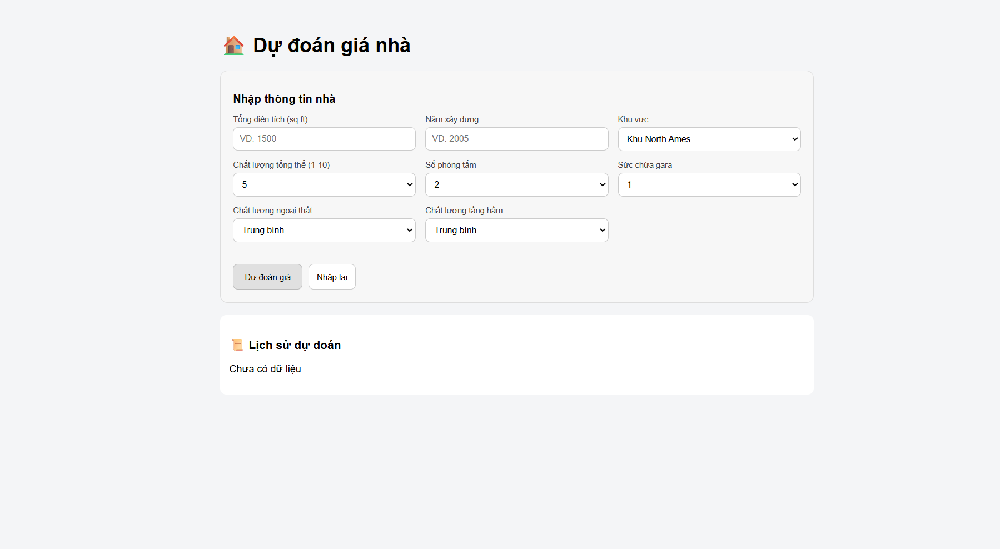 Dự đoán giá nhà
Nhập thông tin nhà
Tổng diện tích (sq.ft)
Năm xây dựng
Khu vực
VD: 1500
VD: 2005
Khu North Ames
Chất lượng tổng thể (1-10)
Số phòng tắm
Sức chứa gara
5
2
1
Chất lượng ngoại thất
Chất lượng tầng hầm
Trung bình
Trung bình
Dự đoán giá
Nhập lại
Lịch sử dự đoán
Chưa có dữ liệu